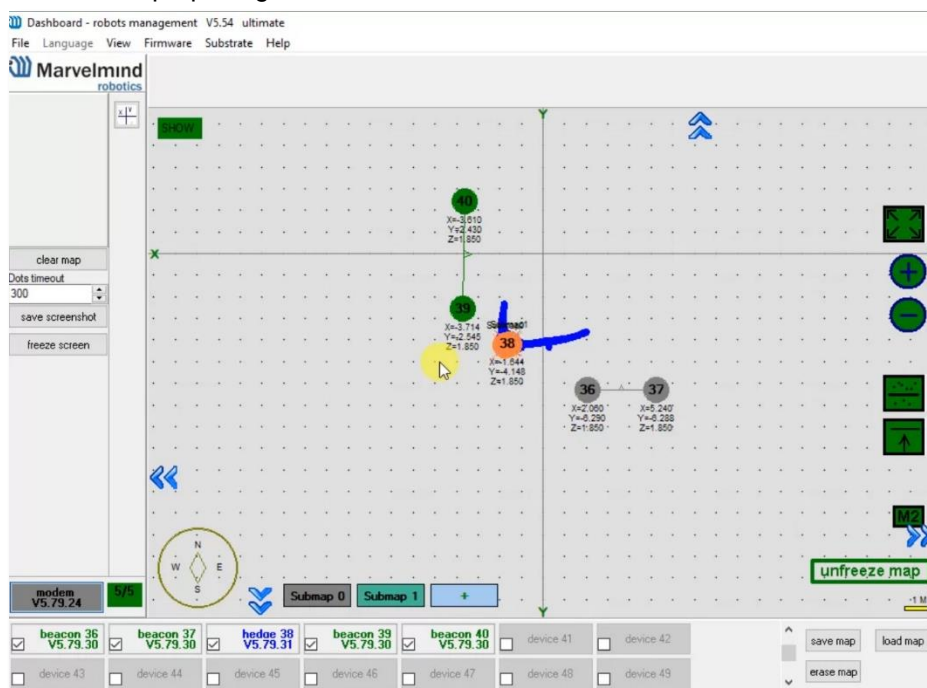 Dashboard - robots management V5.54 ultimate
File Language View Firmware Substrate Help
Marvelmind
robotics
SHOW
Y
40
X=-3.610
Y=2.430
Z=1.850
X
clear map
Dots timeout
300
save screenshot
freeze screen
39
X=-3.714
Y=-2.545
Z=1.850
38
X=-1.644
Y=-4.148
Z=1.850
36
X=2.060
Y=-6.290
Z=1.850
37
X=5.240
Y=-6.288
Z=1.850
M2
N
W E
S
unfreeze map
modem
V5.79.24
5/5
Submap 0 Submap 1 +
Y
beacon 36
V5.79.30
beacon 37
V5.79.30
hedge 38
V5.79.31
beacon 39
V5.79.30
beacon 40
V5.79.30
device 41
device 42
save map
load map
device 43
device 44
device 45
device 46
device 47
device 48
device 49
erase map